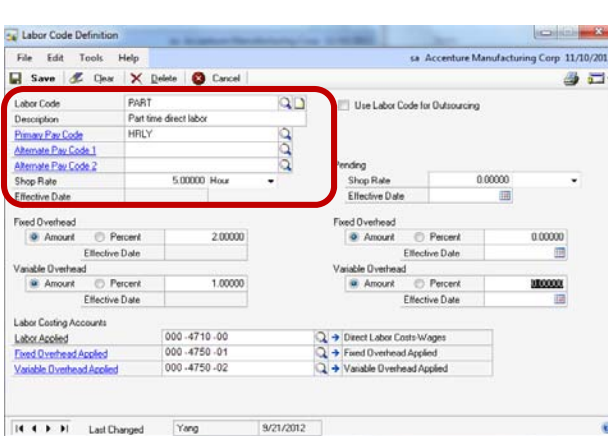 Labor Code Definition
File Edit Tools Help sa Accenture Manufacturing Corp 11/10/201
Save Clear Delete Cancel
Labor Code PART Use Labor Code for Outsourcing
Description Part time direct labor
Primary Pay Code HRLY
Alternate Pay Code 1
Alternate Pay Code 2 Pending
Shop Rate 5.00000 Hour Shop Rate 0.00000
Effective Date Effective Date
Fixed Overhead Fixed Overhead
Amount Percent 2.00000 Amount Percent 0.00000
Effective Date Effective Date
Variable Overhead Variable Overhead
Amount Percent 1.00000 Amount Percent 0.00000
Effective Date Effective Date
Labor Costing Accounts
Labor Applied 000 -4710 -00 Direct Labor Costs-Wages
Fixed Overhead Applied 000 -4750 -01 Fixed Overhead Applied
Variable Overhead Applied 000 -4750 -02 Variable Overhead Applied
Last Changed Yang 9/21/2012